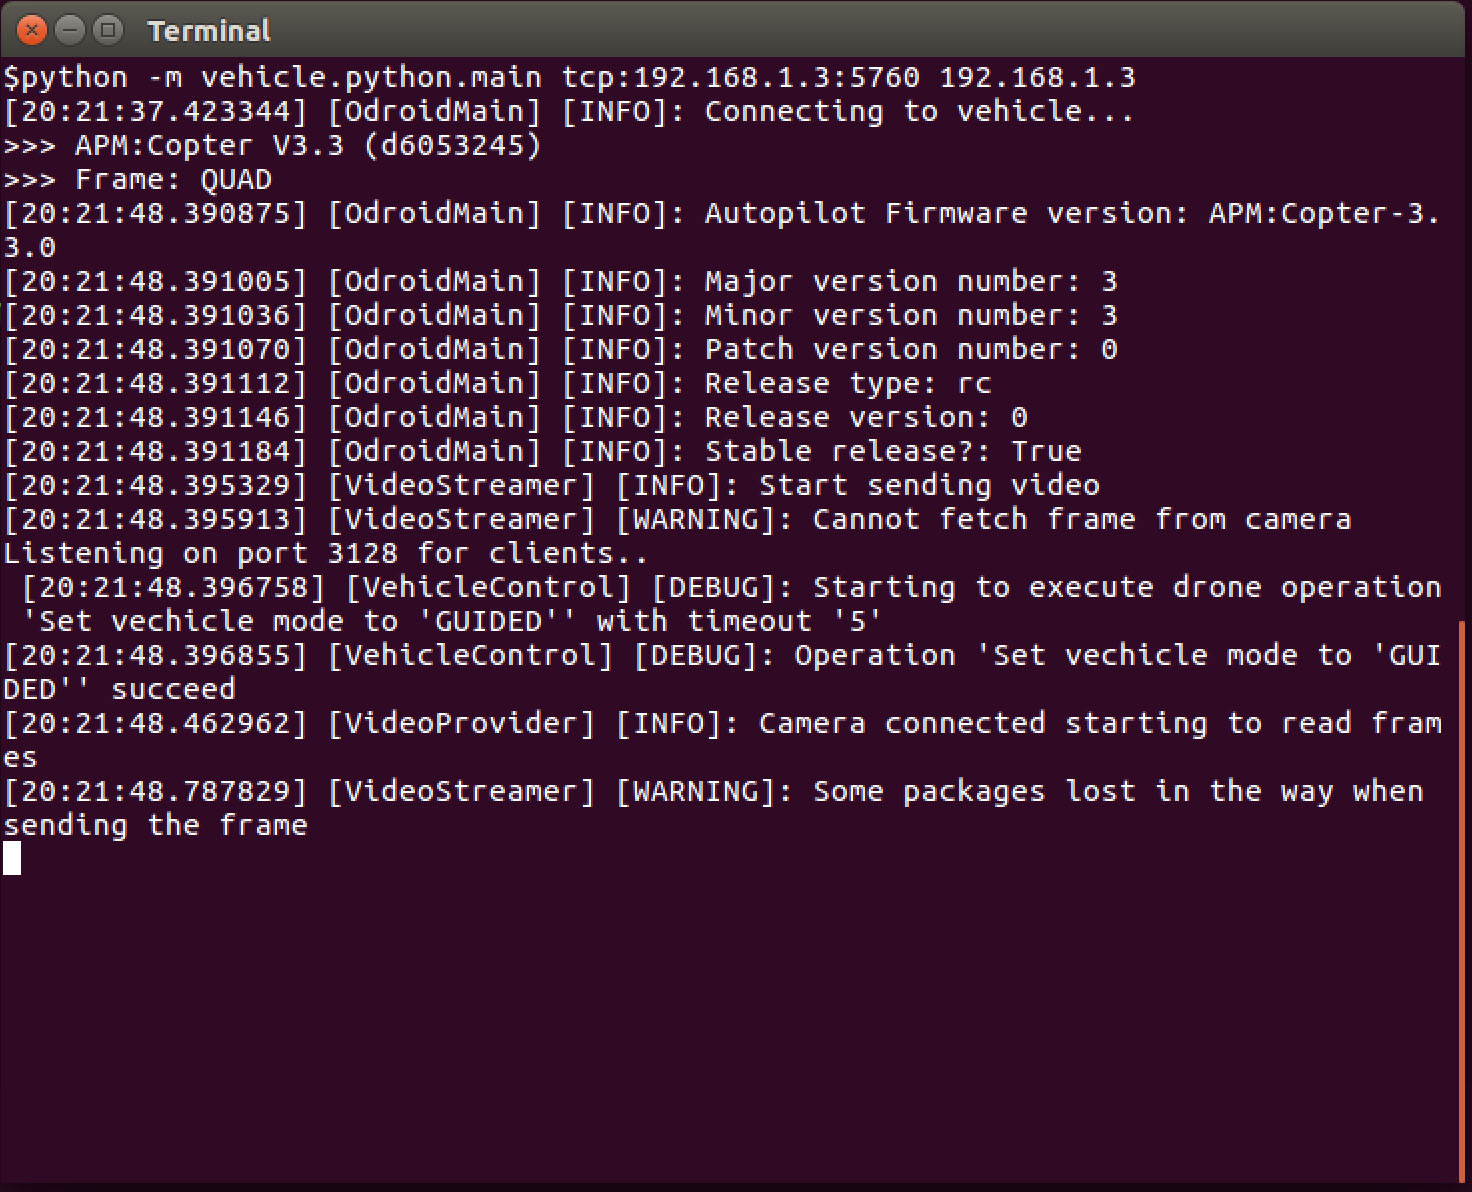 Terminal
$python -m vehicle.python.main tcp:192.168.1.3:5760 192.168.1.3
[20:21:37.423344] [OdroidMain] [INFO]: Connecting to vehicle...
>>> APM:Copter V3.3 (d6053245)
>>> Frame: QUAD
[20:21:48.390875] [OdroidMain] [INFO]: Autopilot Firmware version: APM:Copter-3.
3.0
[20:21:48.391005] [OdroidMain] [INFO]: Major version number: 3
[20:21:48.391036] [OdroidMain] [INFO]: Minor version number: 3
[20:21:48.391070] [OdroidMain] [INFO]: Patch version number: 0
[20:21:48.391112] [OdroidMain] [INFO]: Release type: rc
[20:21:48.391146] [OdroidMain] [INFO]: Release version: 0
[20:21:48.391184] [OdroidMain] [INFO]: Stable release?: True
[20:21:48.395329] [VideoStreamer] [INFO]: Start sending video
[20:21:48.395913] [VideoStreamer] [WARNING]: Cannot fetch frame from camera
Listening on port 3128 for clients..
 [20:21:48.396758] [VehicleControl] [DEBUG]: Starting to execute drone operation
 'Set vechicle mode to 'GUIDED'' with timeout '5'
[20:21:48.396855] [VehicleControl] [DEBUG]: Operation 'Set vechicle mode to 'GUI
DED'' succeed
[20:21:48.462962] [VideoProvider] [INFO]: Camera connected starting to read fram
es
[20:21:48.787829] [VideoStreamer] [WARNING]: Some packages lost in the way when
sending the frame